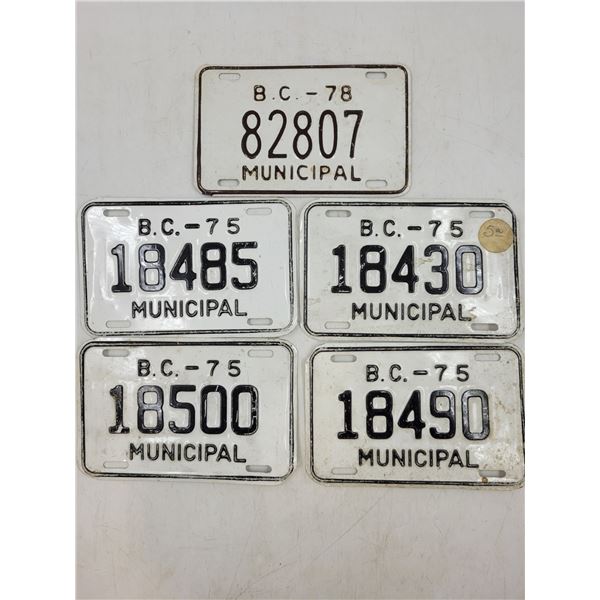 B.C. - 78
82807
MUNICIPAL
B.C. - 75
18485
MUNICIPAL
B.C. - 75
18430
MUNICIPAL
B.C. - 75
18500
MUNICIPAL
B.C. - 75
18490
MUNICIPAL